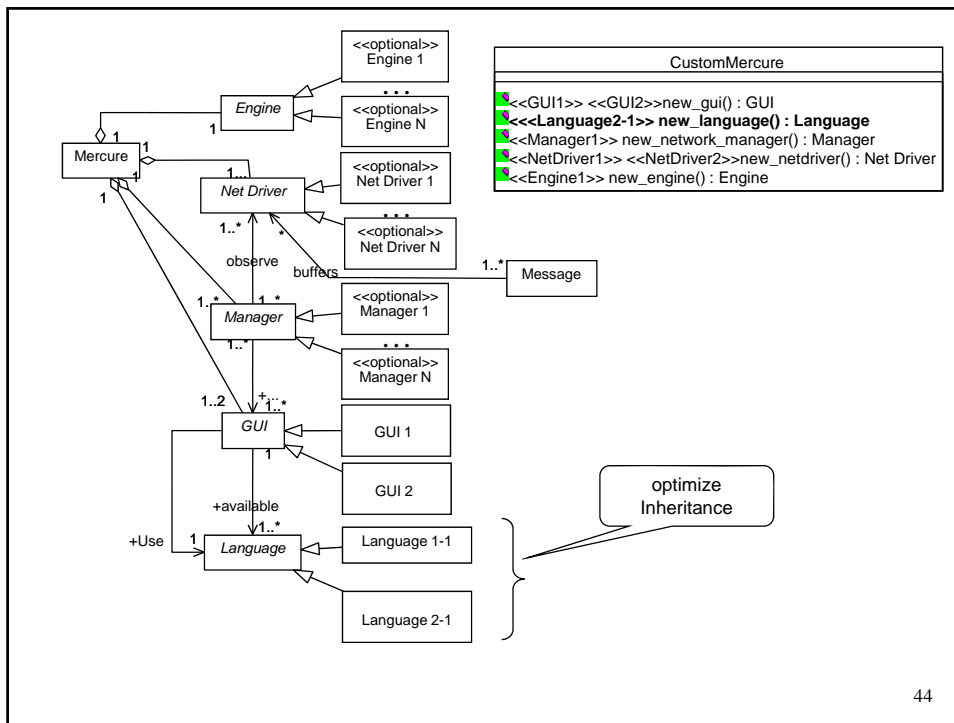 <<optional>>
Engine 1
...
<<optional>>
Engine N
Engine
1
1
Mercure
1
1
1
1...
Net Driver
<<optional>>
Net Driver 1
...
<<optional>>
Net Driver N
1..*
*
observe
buffers
1..*
Message
1..*
1..*
Manager
1..*
<<optional>>
Manager 1
...
<<optional>>
Manager N
1..2
+...
1..*
GUI
1
GUI 1
GUI 2
+available
+Use
1
1..*
Language
Language 1-1
Language 2-1
CustomMercure
<<GUI1>> <<GUI2>>new_gui() : GUI
<<<Language2-1>> new_language() : Language
<<Manager1>> new_network_manager() : Manager
<<NetDriver1>> <<NetDriver2>>new_netdriver() : Net Driver
<<Engine1>> new_engine() : Engine
optimize
Inheritance
44